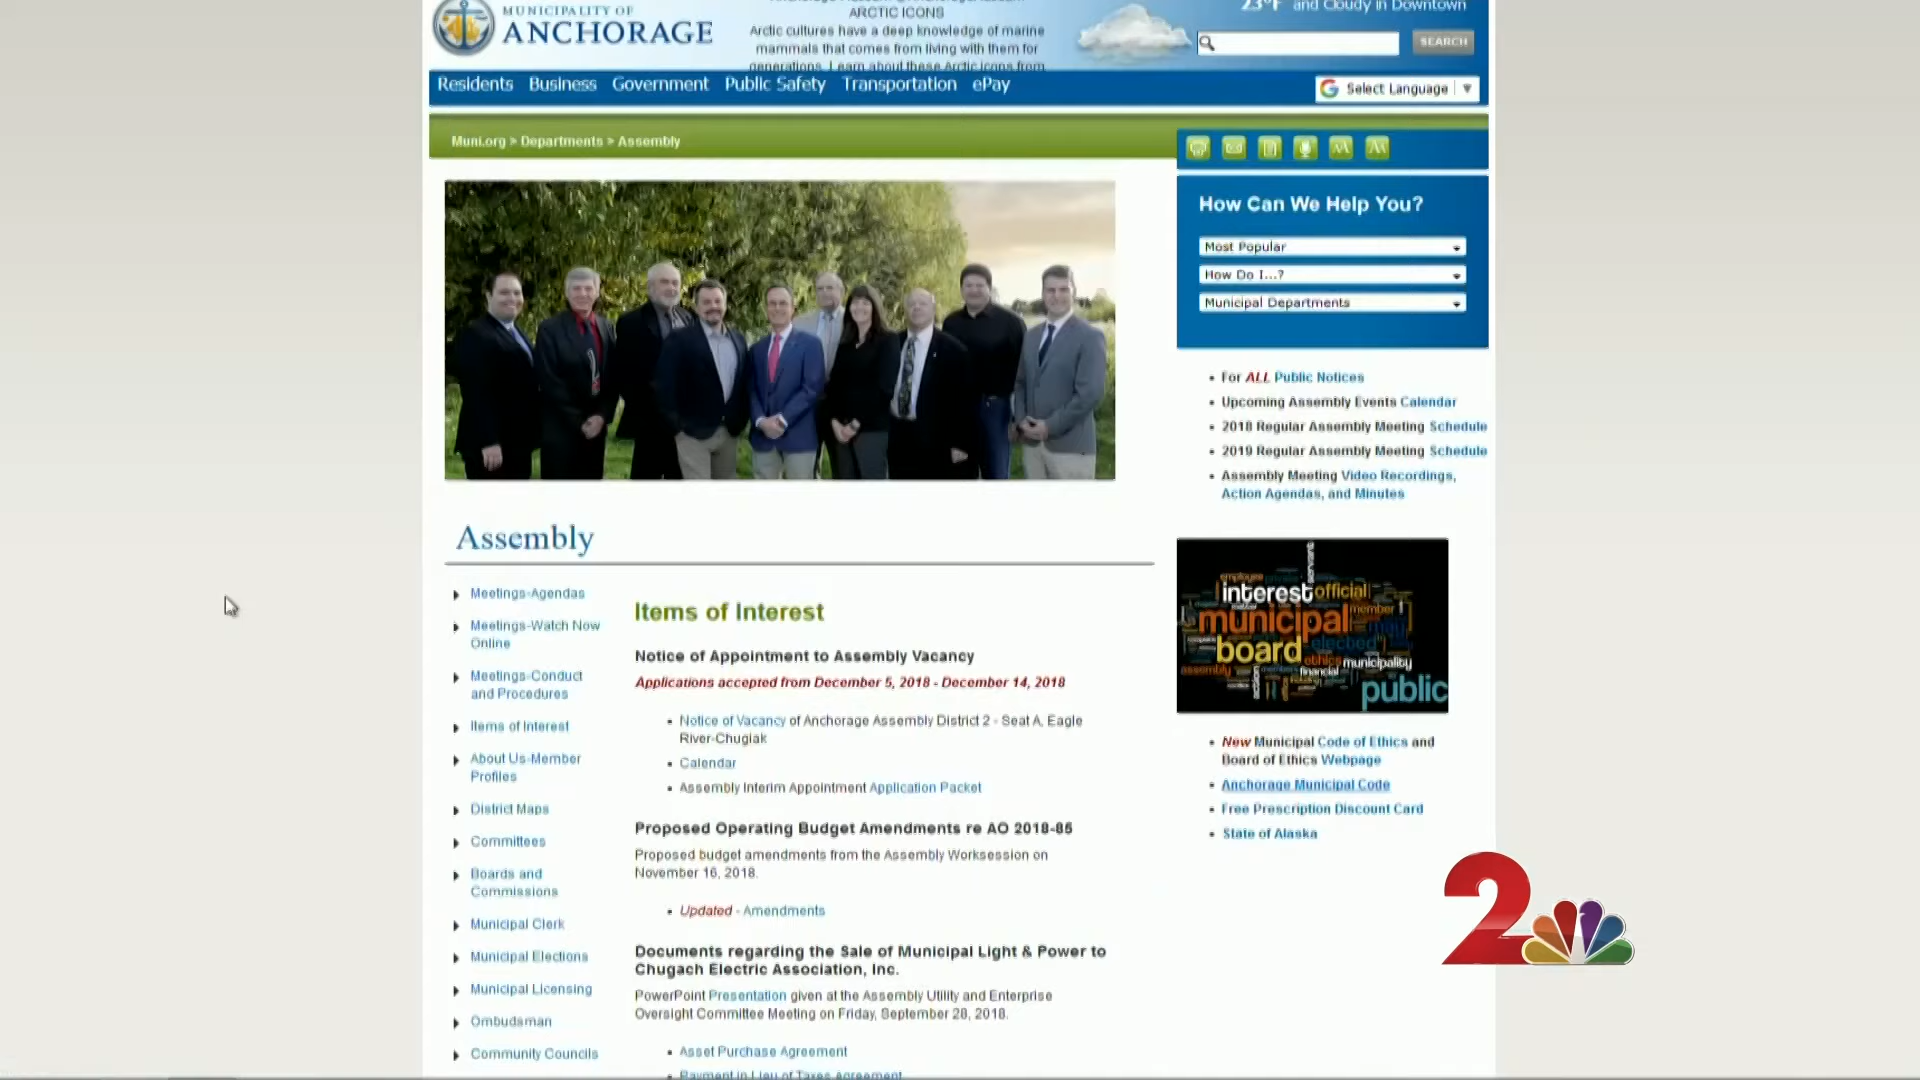 MUNICIPALITY OF
ANCHORAGE
ARCTIC ICONS
Arctic cultures have a deep knowledge of marine
mammals that comes from living with them for
generations. Learn about these Arctic icons from
23°F and Cloudy in Downtown
SEARCH
Residents Business Government Public Safety Transportation ePay
Select Language
Muni.org > Departments > Assembly
How Can We Help You?
Most Popular
How Do I...?
Municipal Departments
For ALL Public Notices
Upcoming Assembly Events Calendar
2018 Regular Assembly Meeting Schedule
2019 Regular Assembly Meeting Schedule
Assembly Meeting Video Recordings,
Action Agendas, and Minutes
Assembly
Meetings-Agendas
Meetings-Watch Now
Online
Meetings-Conduct
and Procedures
Items of Interest
About Us-Member
Profiles
District Maps
Committees
Boards and
Commissions
Municipal Clerk
Municipal Elections
Municipal Licensing
Ombudsman
Community Councils
Items of Interest
Notice of Appointment to Assembly Vacancy
Applications accepted from December 5, 2018 - December 14, 2018
Notice of Vacancy of Anchorage Assembly District 2 - Seat A, Eagle
River-Chugiak
Calendar
Assembly Interim Appointment Application Packet
Proposed Operating Budget Amendments re AO 2018-85
Proposed budget amendments from the Assembly Worksession on
November 16, 2018.
Updated - Amendments
Documents regarding the Sale of Municipal Light & Power to
Chugach Electric Association, Inc.
PowerPoint Presentation given at the Assembly Utility and Enterprise
Oversight Committee Meeting on Friday, September 28, 2018.
Asset Purchase Agreement
Payment in Lieu of Taxes Agreement
servant
employee
interest official
municipal member
may
board elected
assembly ethics municipality
financial
public
New Municipal Code of Ethics and
Board of Ethics Webpage
Anchorage Municipal Code
Free Prescription Discount Card
State of Alaska
2